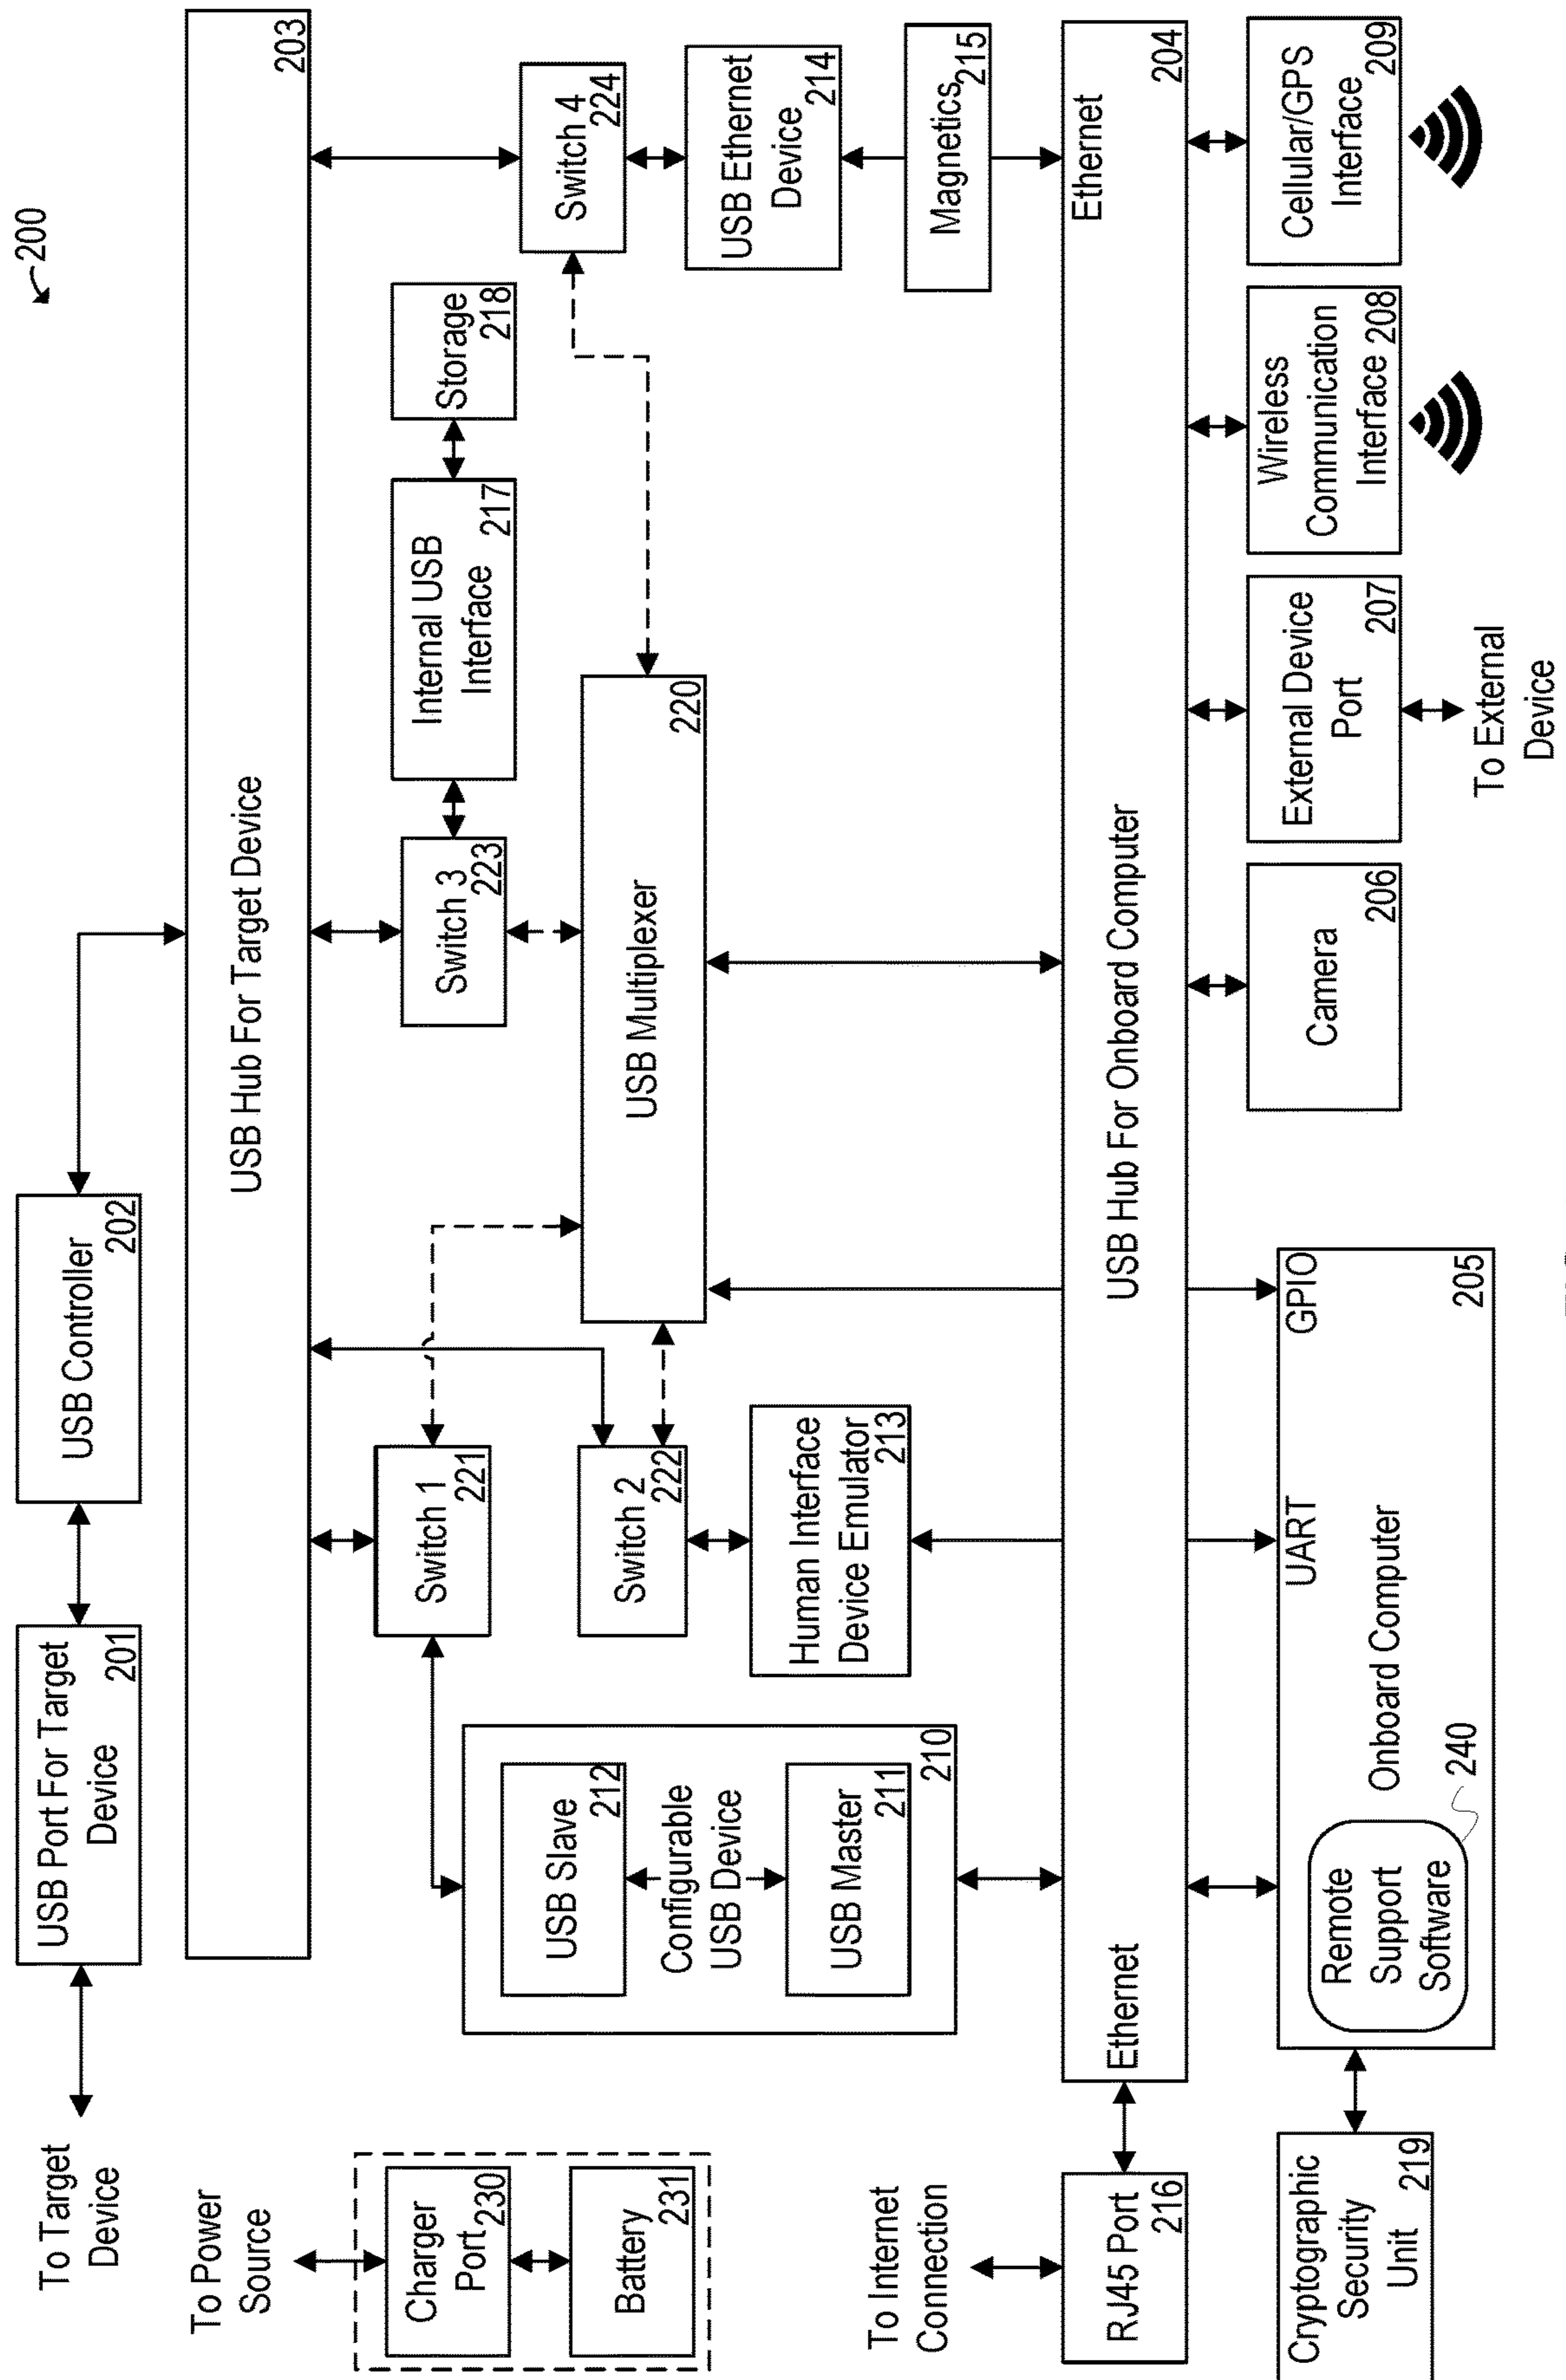 200
To Target
Device
USB Port For Target
Device
201
USB Controller
202
USB Hub For Target Device
203
To Power
Source
Charger
Port
230
Battery
231
Switch 1
221
Switch 2
222
Switch 3
223
Internal USB
Interface
217
Storage
218
Switch 4
224
USB Slave
212
Configurable
USB Device
USB Master
211
210
Human Interface
Device Emulator
213
USB Multiplexer
220
USB Ethernet
Device
214
Magnetics
215
To Internet
Connection
RJ45 Port
216
Ethernet
USB Hub For Onboard Computer
Ethernet
204
Cryptographic
Security
Unit
219
Remote
Support
Software
240
UART
GPIO
Onboard Computer
205
Camera
206
External Device
Port
207
To External
Device
Wireless
Communication
Interface
208
Cellular/GPS
Interface
209